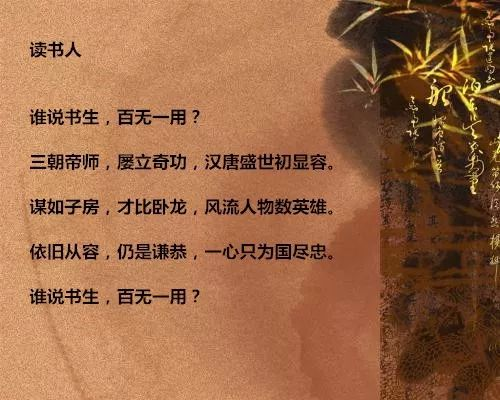 读书人
谁说书生，百无一用？
三朝帝师，屡立奇功，汉唐盛世初显容。
谋如子房，才比卧龙，风流人物数英雄。
依旧从容，仍是谦恭，一心只为国尽忠。
谁说书生，百无一用？